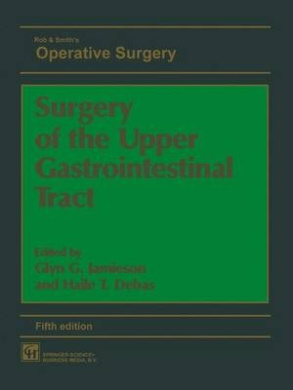 Rob & Smith's
Operative Surgery
Surgery
of the Upper
Gastrointestinal
Tract
Edited by
Glyn G. Jamieson
and Haile T. Debas
Fifth edition
SPRINGER-SCIENCE+
BUSINESS MEDIA, B.V.